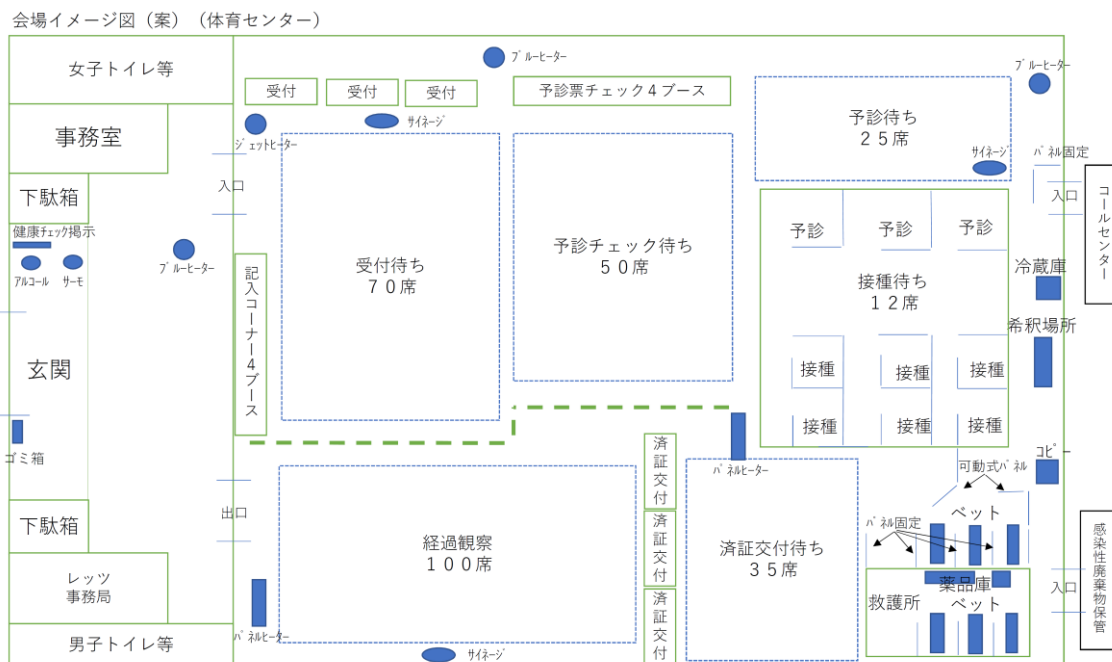 会場イメージ図（案）（体育センター）
女子トイレ等
ブルーヒーター
ブルーヒーター
受付
受付
受付
予診票チェック４ブース
事務室
サイネージ
予診待ち
２５席
ジェットヒーター
サイネージ
パネル固定
入口
下駄箱
入口
コールセンター
健康チェック掲示
予診
予診
予診
アルコール
サーモ
ブルーヒーター
受付待ち
７０席
予診チェック待ち
５０席
接種待ち
１２席
冷蔵庫
記入コーナー４ブース
希釈場所
玄関
接種
接種
接種
接種
接種
接種
ゴミ箱
済証交付
パネルヒーター
コピー
可動式パネル
出口
下駄箱
ベット
パネル固定
済証交付
経過観察
１００席
済証交付待ち
３５席
感染性廃棄物保管
レッツ
事務局
薬品庫
入口
救護所
ベット
済証交付
パネルヒーター
男子トイレ等
サイネージ